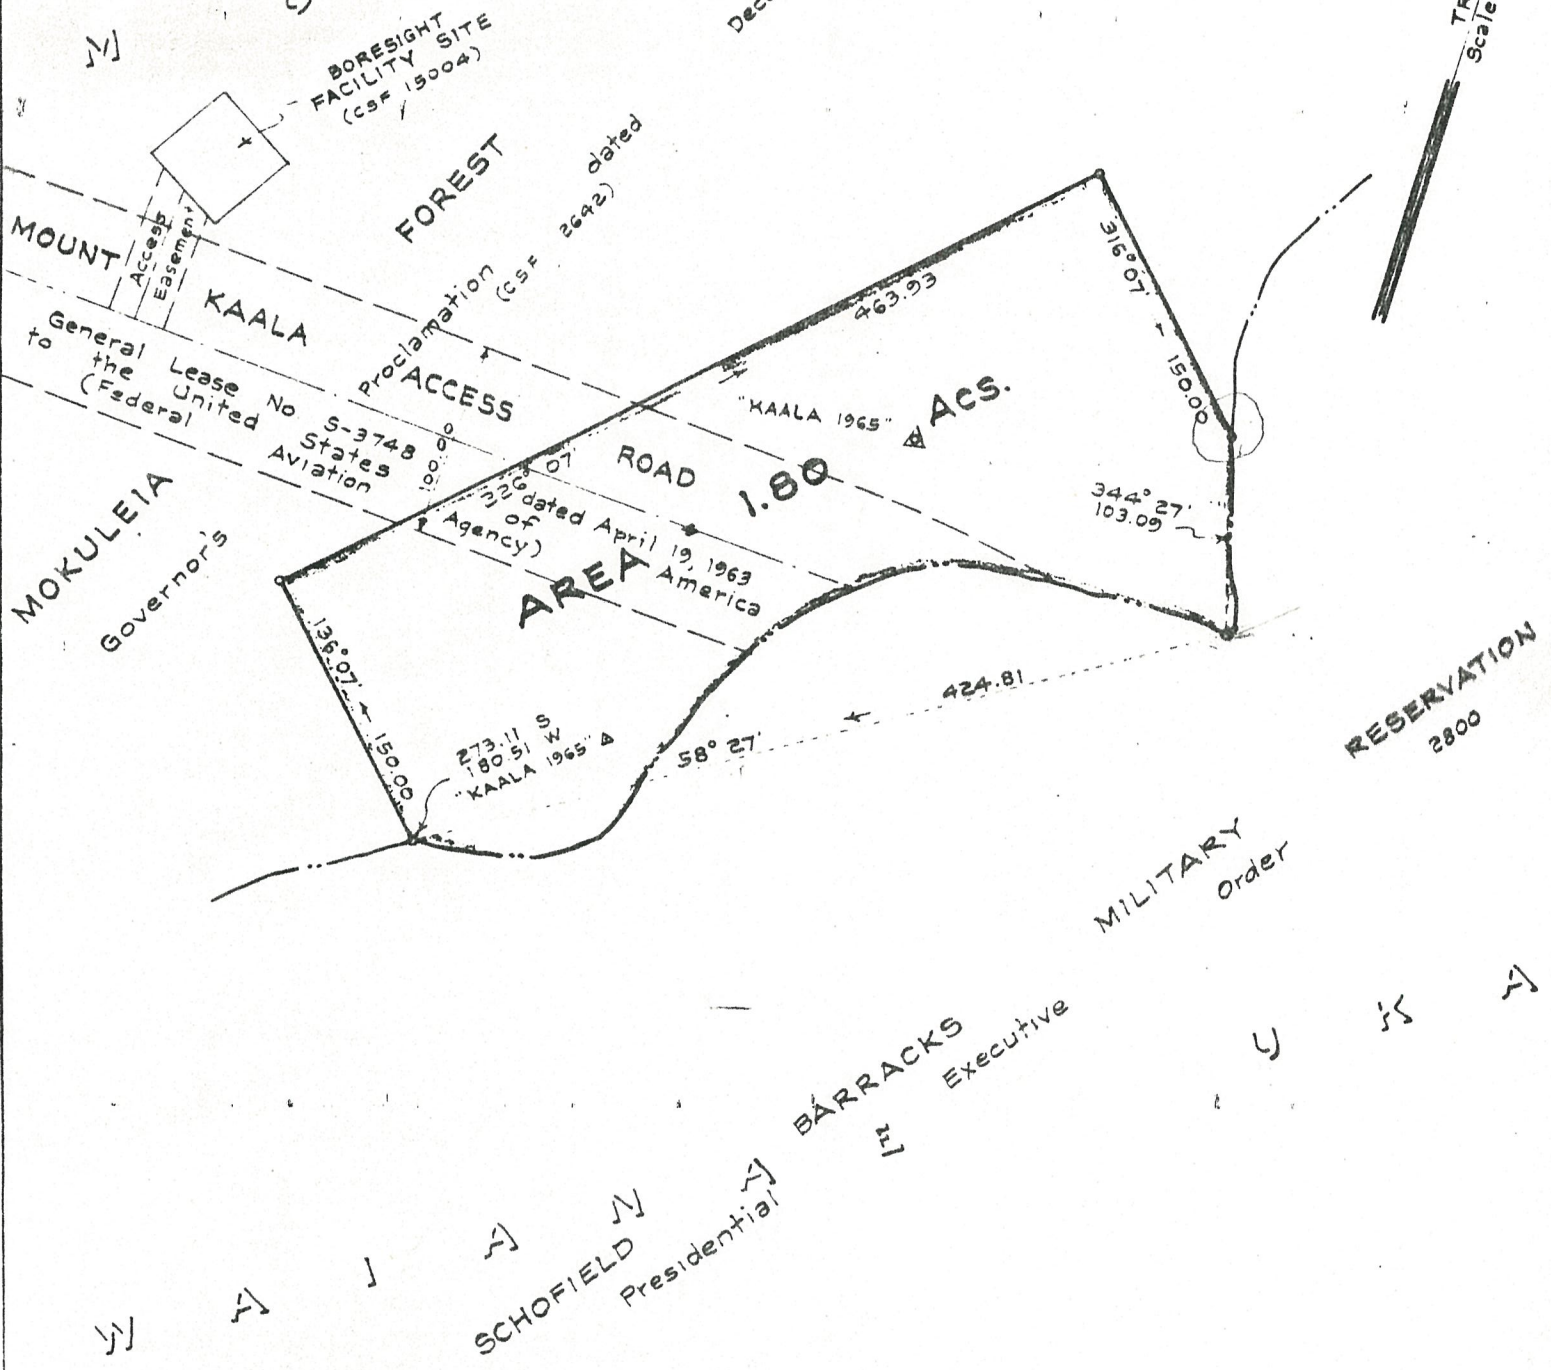 M
BORESIGHT
FACILITY SITE
(CSF 15004)
Scale
FOREST
Proclamation dated
(CSF 2642)
MOUNT KAALA ACCESS ROAD
Access
Easement
General Lease No S-3748 dated April 19, 1963
to the United States of America
(Federal Aviation Agency)
100.00
MOKULEIA
Governor's
226° 07'
463.93
316° 07'
150.00
"KAALA 1965"
AREA 1.80 ACS.
344° 27'
103.09
136° 07'
150.00
273.11 S
180.51 W
"KAALA 1965"
58° 27'
424.81
SCHOFIELD BARRACKS MILITARY RESERVATION
Presidential Executive Order 2800
W A I A N A E U K A